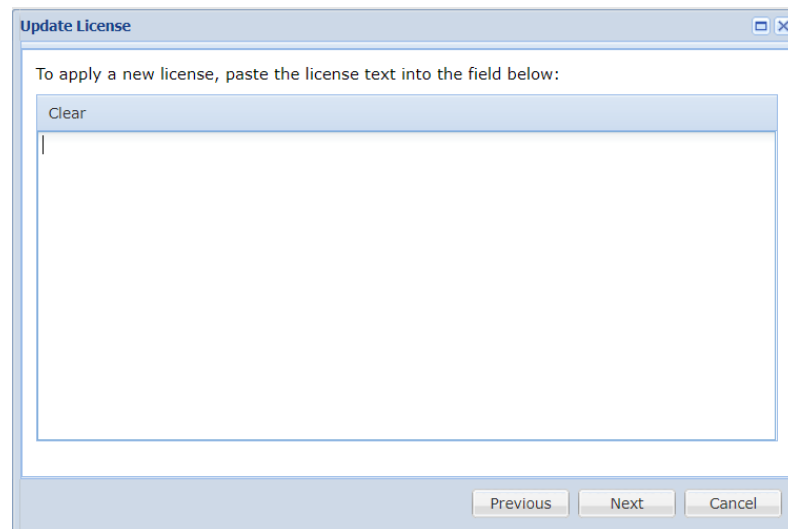 Update License
To apply a new license, paste the license text into the field below:
Clear
Previous Next Cancel